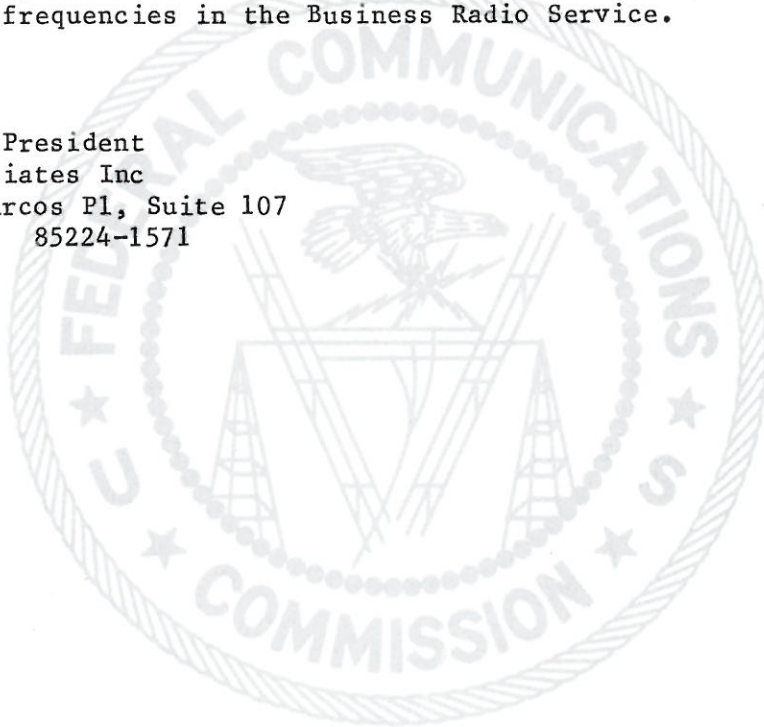 frequencies in the Business Radio Service.
President
iates Inc
rcos Pl, Suite 107
85224-1571
FEDERAL COMMUNICATIONS
COMMISSION
U S